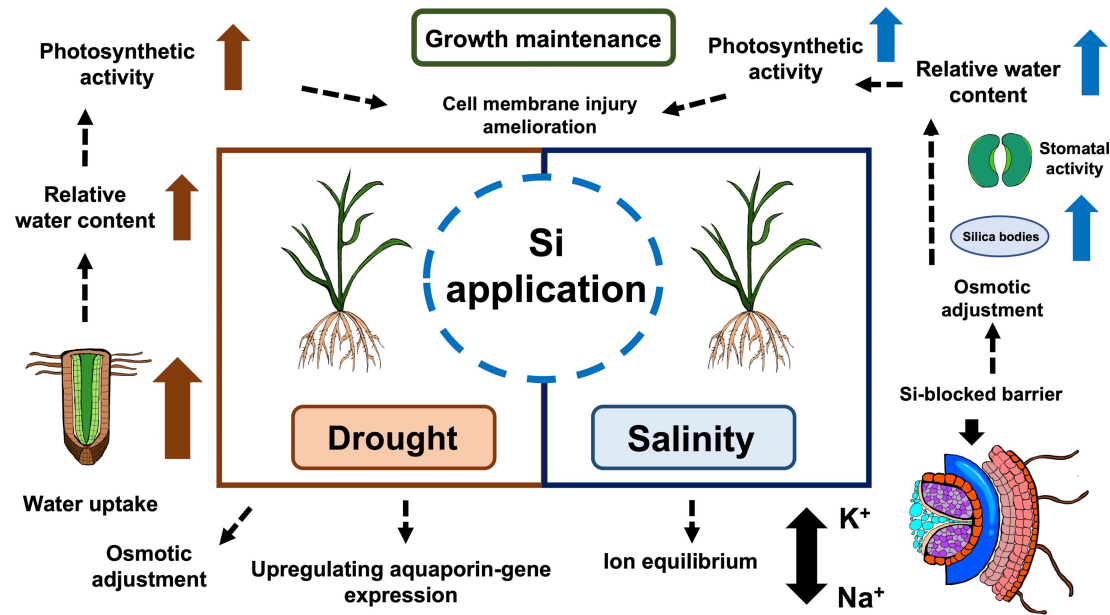 Growth maintenance
Photosynthetic
activity
Photosynthetic
activity
Relative water
content
Cell membrane injury
amelioration
Stomatal
activity
Relative
water content
Silica bodies
Si
application
Osmotic
adjustment
Si-blocked barrier
Drought
Salinity
Water uptake
Osmotic
adjustment
Upregulating aquaporin-gene
expression
Ion equilibrium
K⁺
Na⁺